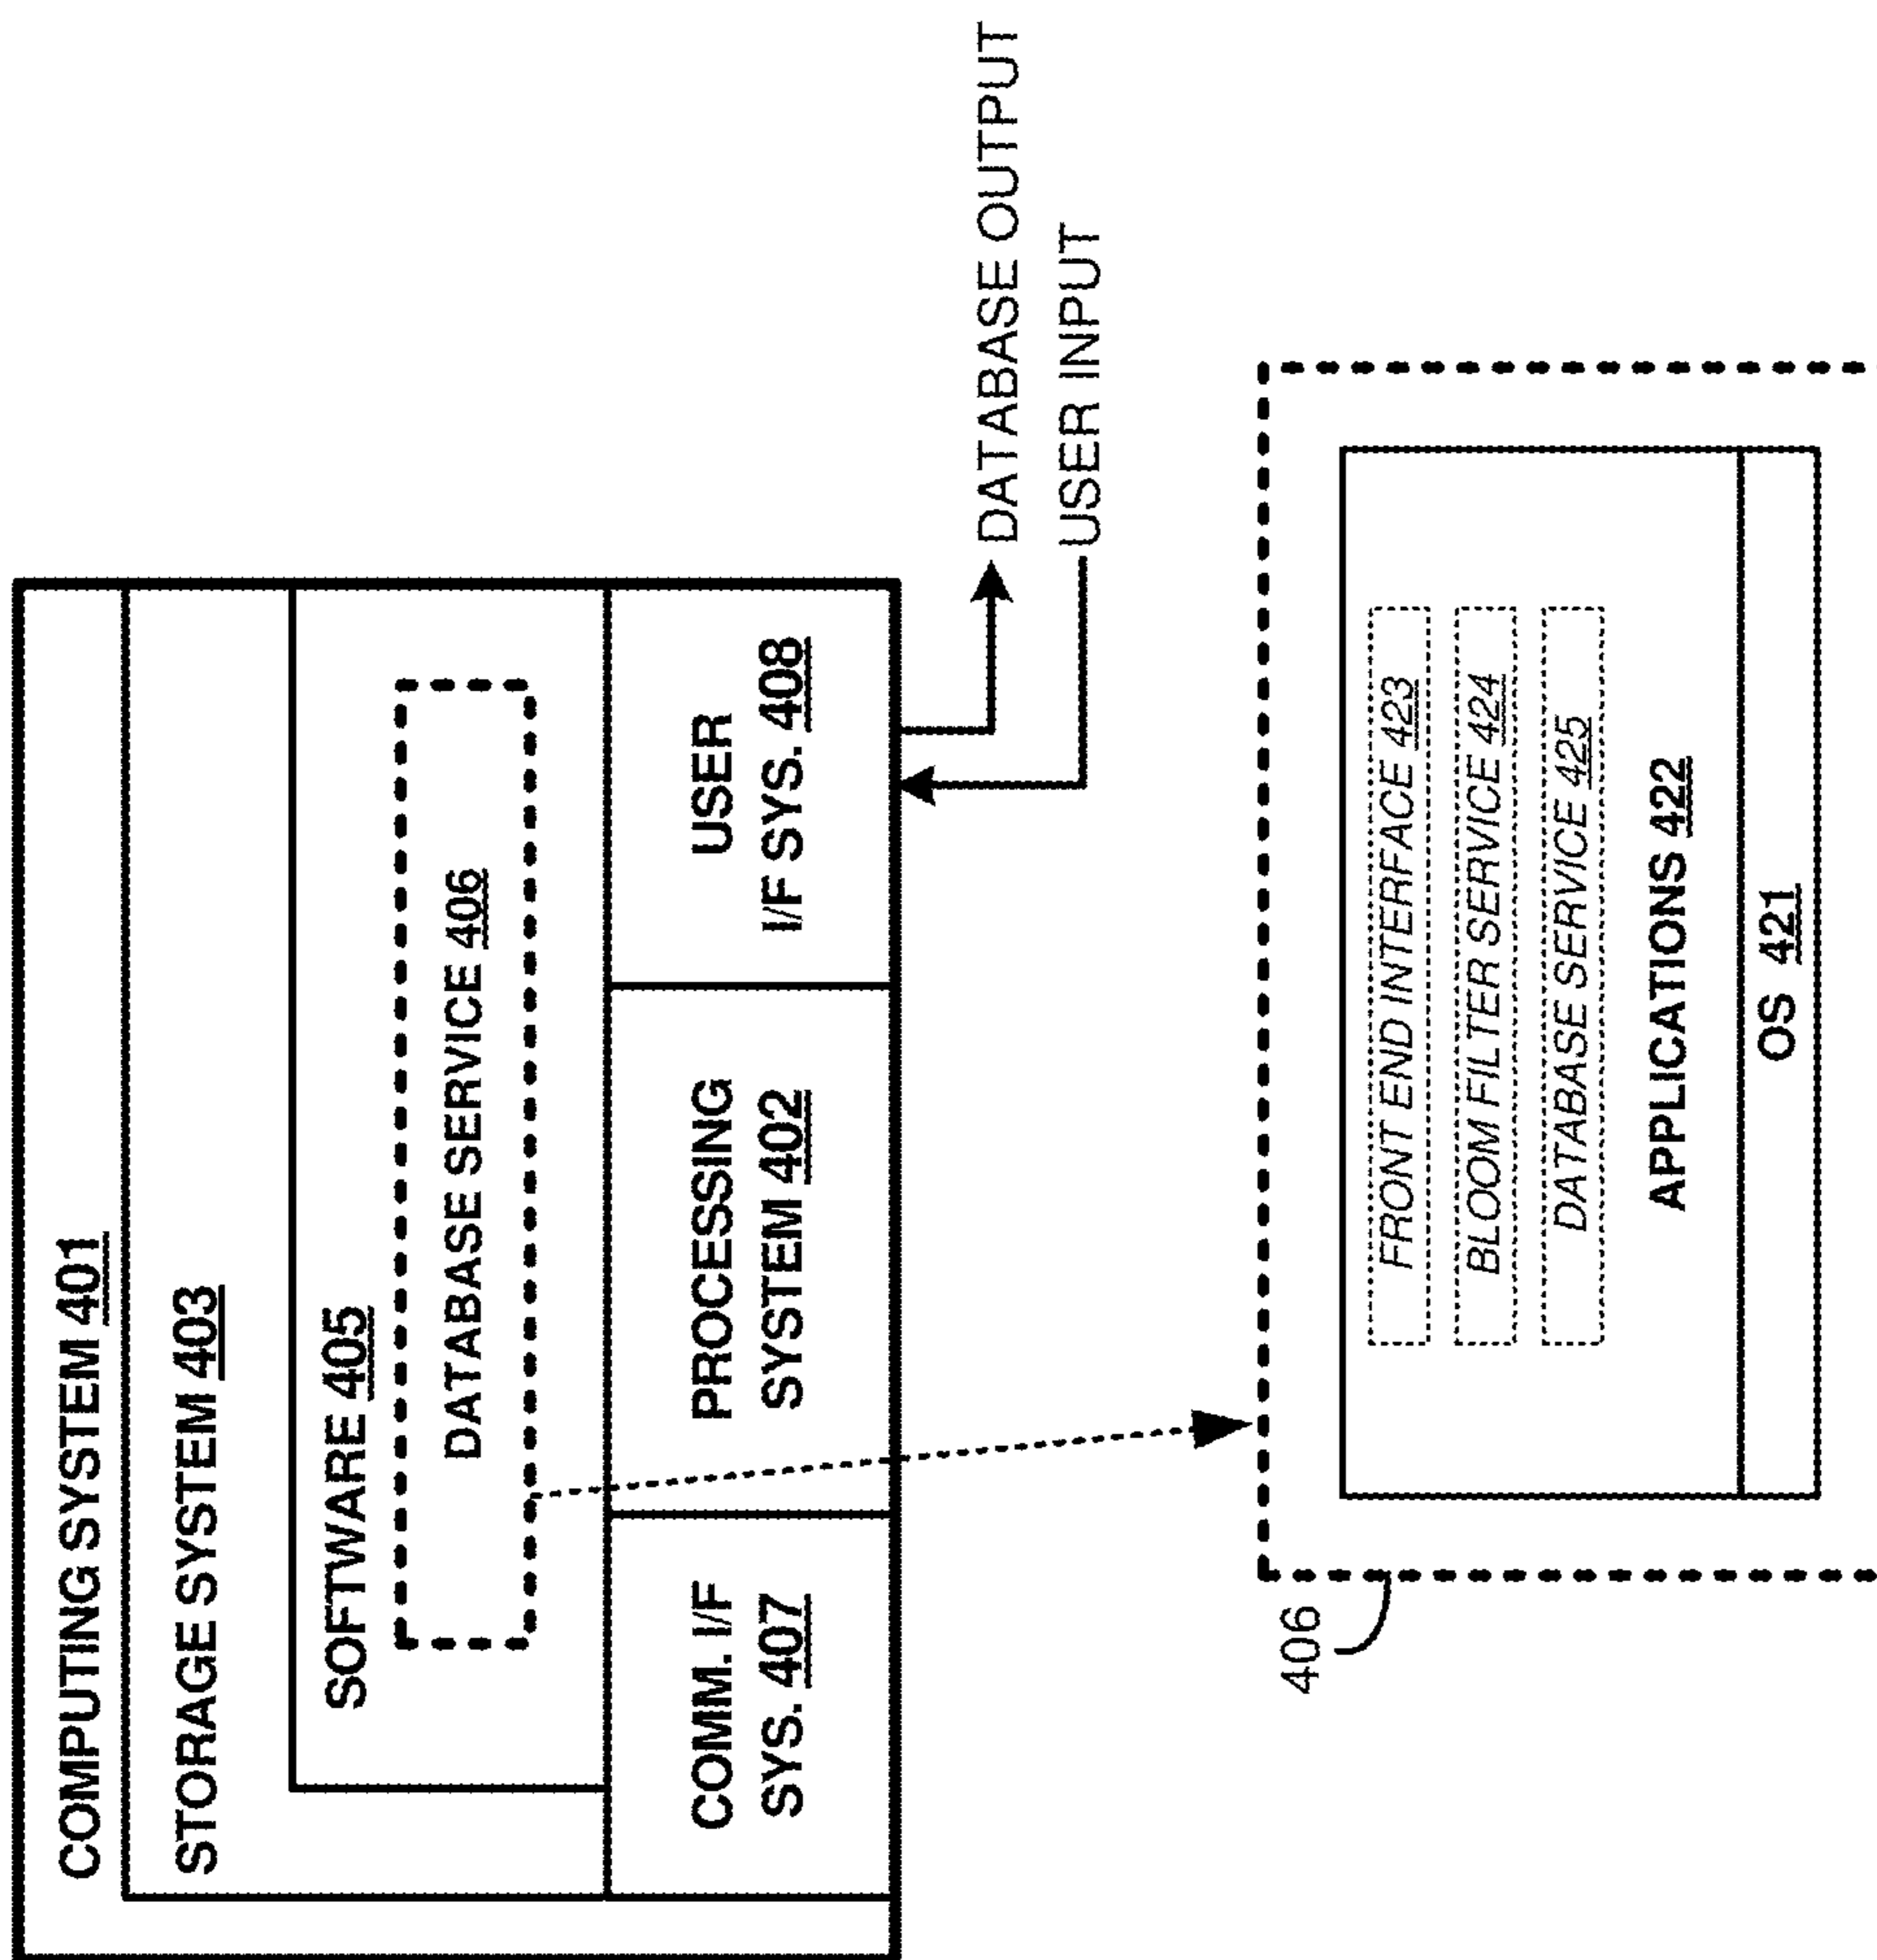 COMPUTING SYSTEM 401
STORAGE SYSTEM 403
SOFTWARE 405
DATABASE SERVICE 406
COMM. I/F
SYS. 407
PROCESSING
SYSTEM 402
USER
I/F SYS. 408
DATABASE OUTPUT
USER INPUT
406
FRONT END INTERFACE 423
BLOOM FILTER SERVICE 424
DATABASE SERVICE 425
APPLICATIONS 422
OS 421